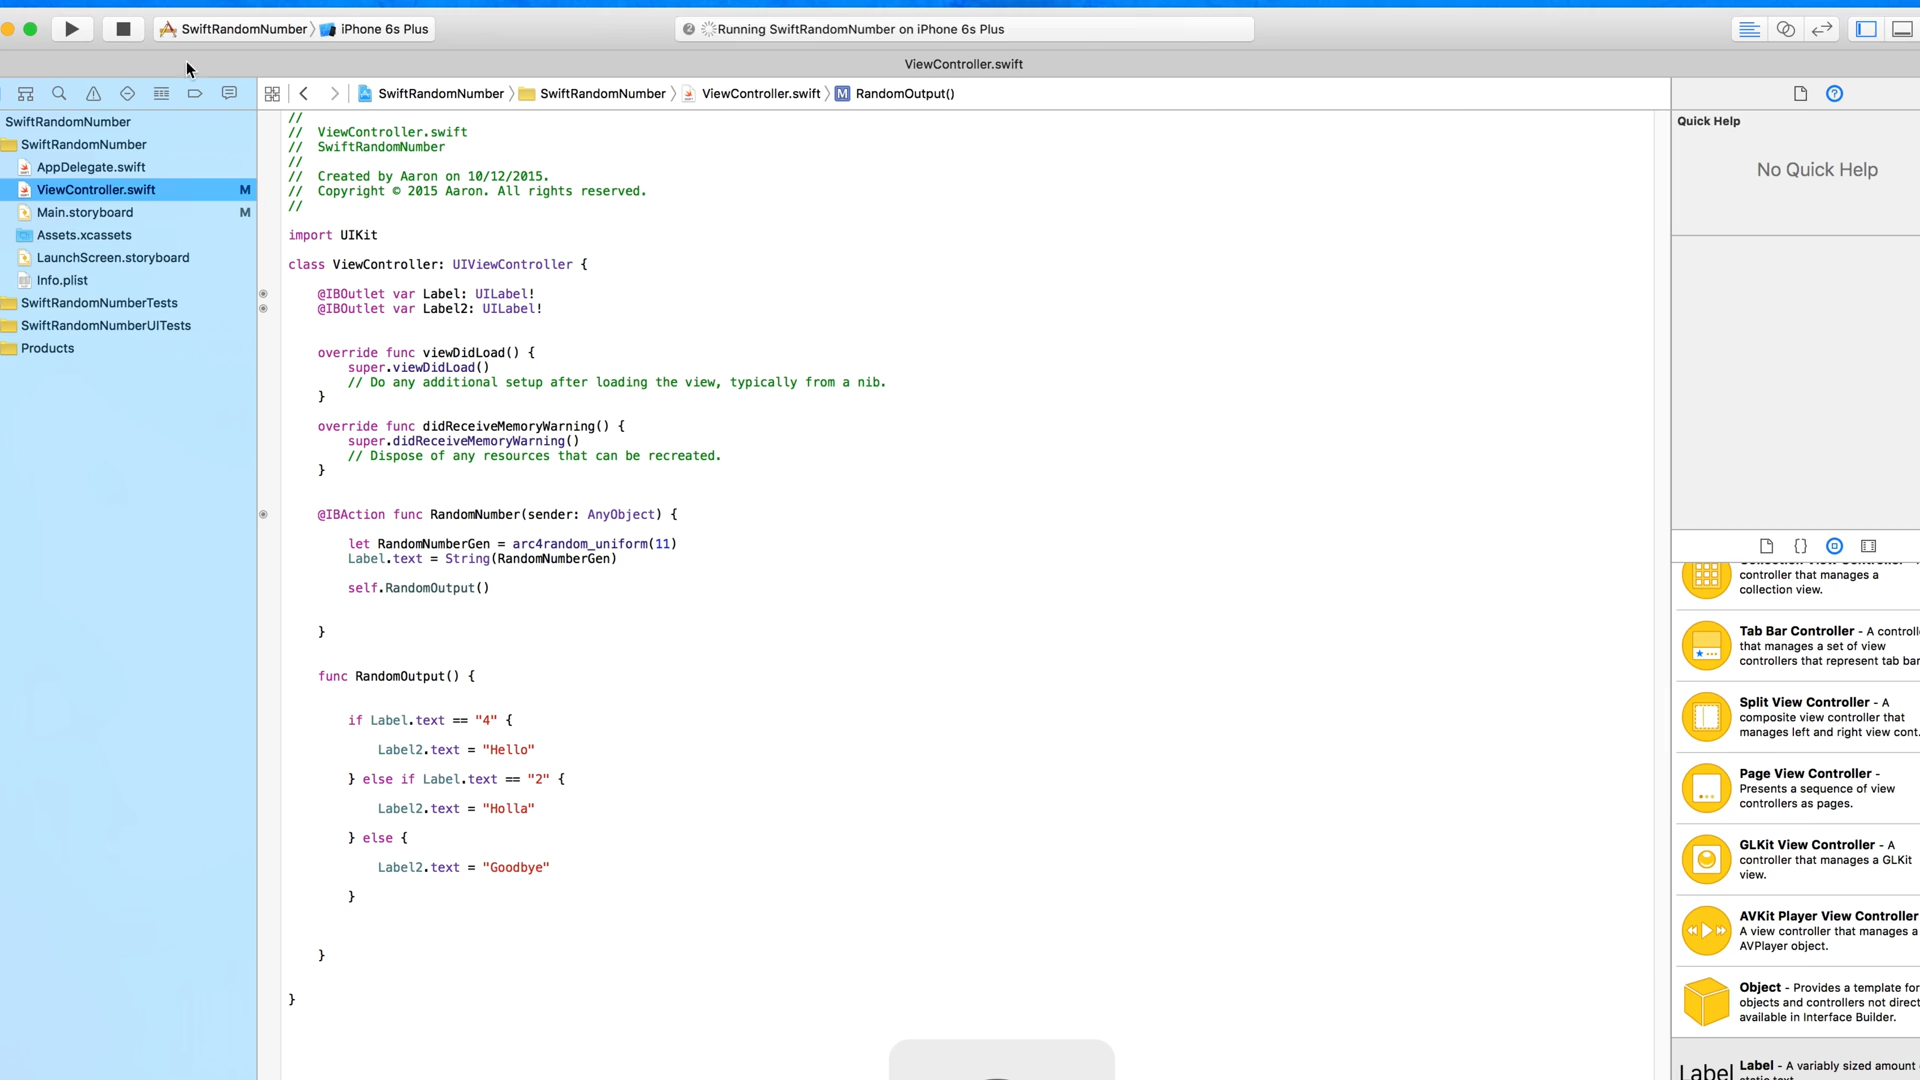 SwiftRandomNumber
iPhone 6s Plus
2
Running SwiftRandomNumber on iPhone 6s Plus
ViewController.swift
SwiftRandomNumber
SwiftRandomNumber
ViewController.swift
M RandomOutput()
SwiftRandomNumber
SwiftRandomNumber
AppDelegate.swift
ViewController.swift M
Main.storyboard M
Assets.xcassets
LaunchScreen.storyboard
Info.plist
SwiftRandomNumberTests
SwiftRandomNumberUITests
Products
//
// ViewController.swift
// SwiftRandomNumber
//
// Created by Aaron on 10/12/2015.
// Copyright © 2015 Aaron. All rights reserved.
//
import UIKit
class ViewController: UIViewController {
@IBOutlet var Label: UILabel!
@IBOutlet var Label2: UILabel!
override func viewDidLoad() {
super.viewDidLoad()
// Do any additional setup after loading the view, typically from a nib.
}
override func didReceiveMemoryWarning() {
super.didReceiveMemoryWarning()
// Dispose of any resources that can be recreated.
}
@IBAction func RandomNumber(sender: AnyObject) {
let RandomNumberGen = arc4random_uniform(11)
Label.text = String(RandomNumberGen)
self.RandomOutput()
}
func RandomOutput() {
if Label.text == "4" {
Label2.text = "Hello"
} else if Label.text == "2" {
Label2.text = "Holla"
} else {
Label2.text = "Goodbye"
}
}
}
Quick Help
No Quick Help
controller that manages a
collection view.
Tab Bar Controller - A controlle
that manages a set of view
controllers that represent tab bar
Split View Controller - A
composite view controller that
manages left and right view cont.
Page View Controller -
Presents a sequence of view
controllers as pages.
GLKit View Controller - A
controller that manages a GLKit
view.
AVKit Player View Controller
A view controller that manages a
AVPlayer object.
Object - Provides a template for
objects and controllers not direct
available in Interface Builder.
Label
Label - A variably sized amount